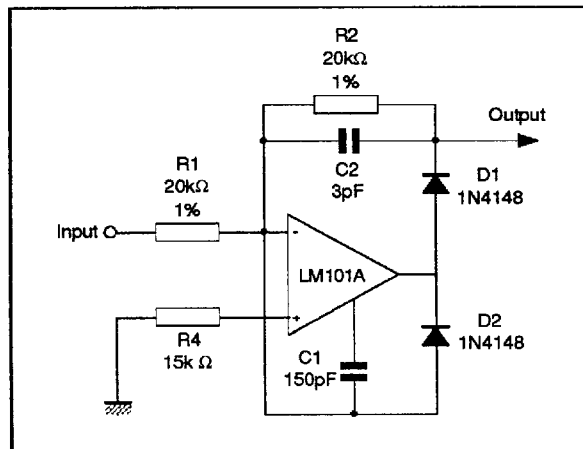 R2
20kΩ
1%
Output
R1
20kΩ
1%
C2
3pF
D1
1N4148
Input
-
LM101A
+
R4
15k Ω
C1
150pF
D2
1N4148